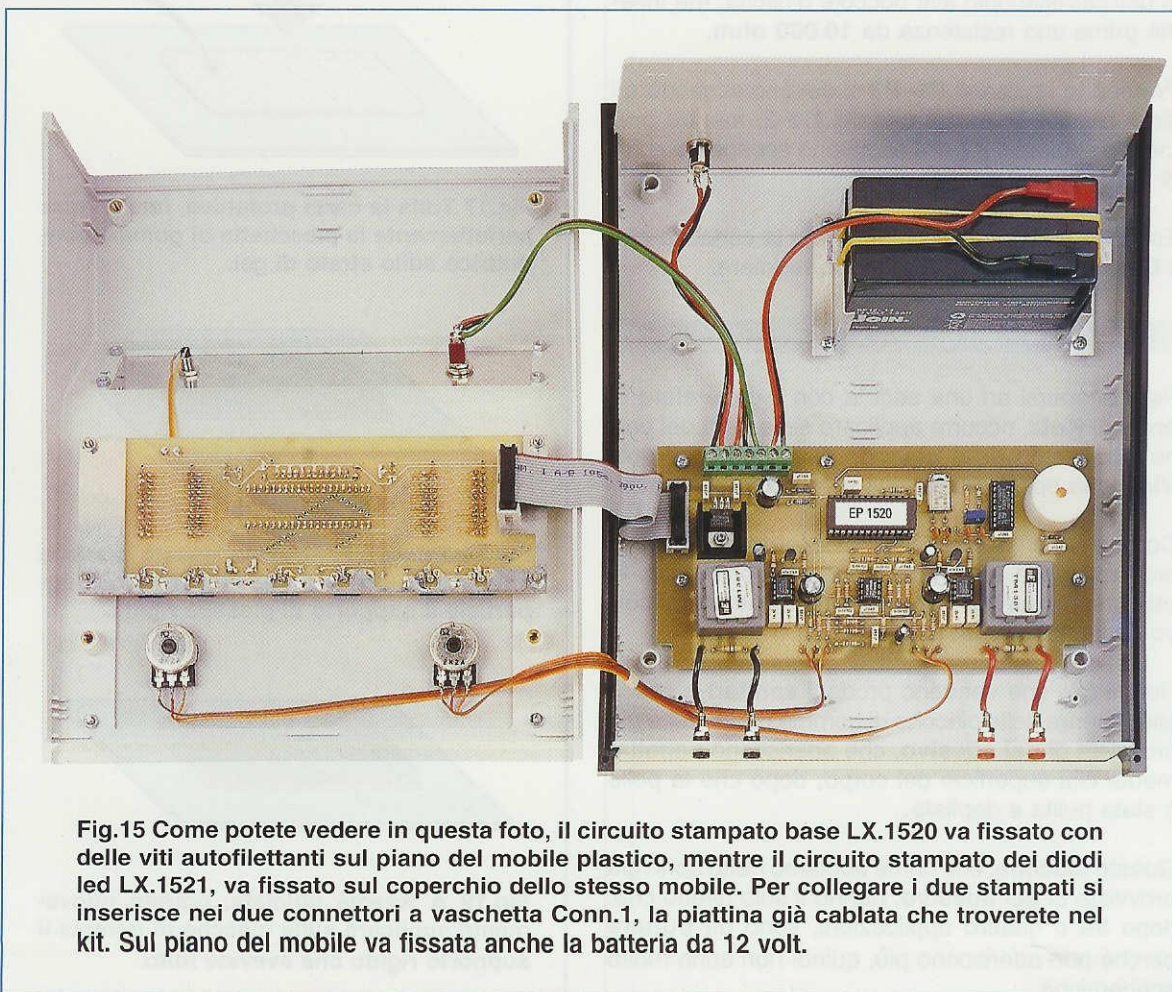 EP 1520
Fig.15 Come potete vedere in questa foto, il circuito stampato base LX.1520 va fissato con
delle viti autofilettanti sul piano del mobile plastico, mentre il circuito stampato dei diodi
led LX.1521, va fissato sul coperchio dello stesso mobile. Per collegare i due stampati si
inserisce nei due connettori a vaschetta Conn.1, la piattina già cablata che troverete nel
kit. Sul piano del mobile va fissata anche la batteria da 12 volt.